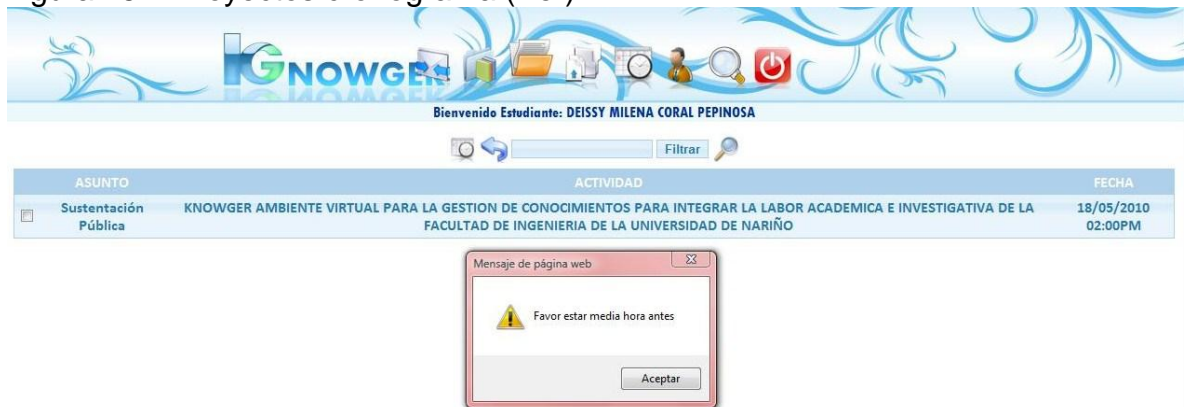 KGNOWGER
Bienvenido Estudiante: DEISSY MILENA CORAL PEPINOSA
Filtrar
ASUNTO ACTIVIDAD FECHA
Sustentación Pública
KNOWGER AMBIENTE VIRTUAL PARA LA GESTION DE CONOCIMIENTOS PARA INTEGRAR LA LABOR ACADEMICA E INVESTIGATIVA DE LA
FACULTAD DE INGENIERIA DE LA UNIVERSIDAD DE NARIÑO
18/05/2010
02:00PM
Mensaje de página web
Favor estar media hora antes
Aceptar